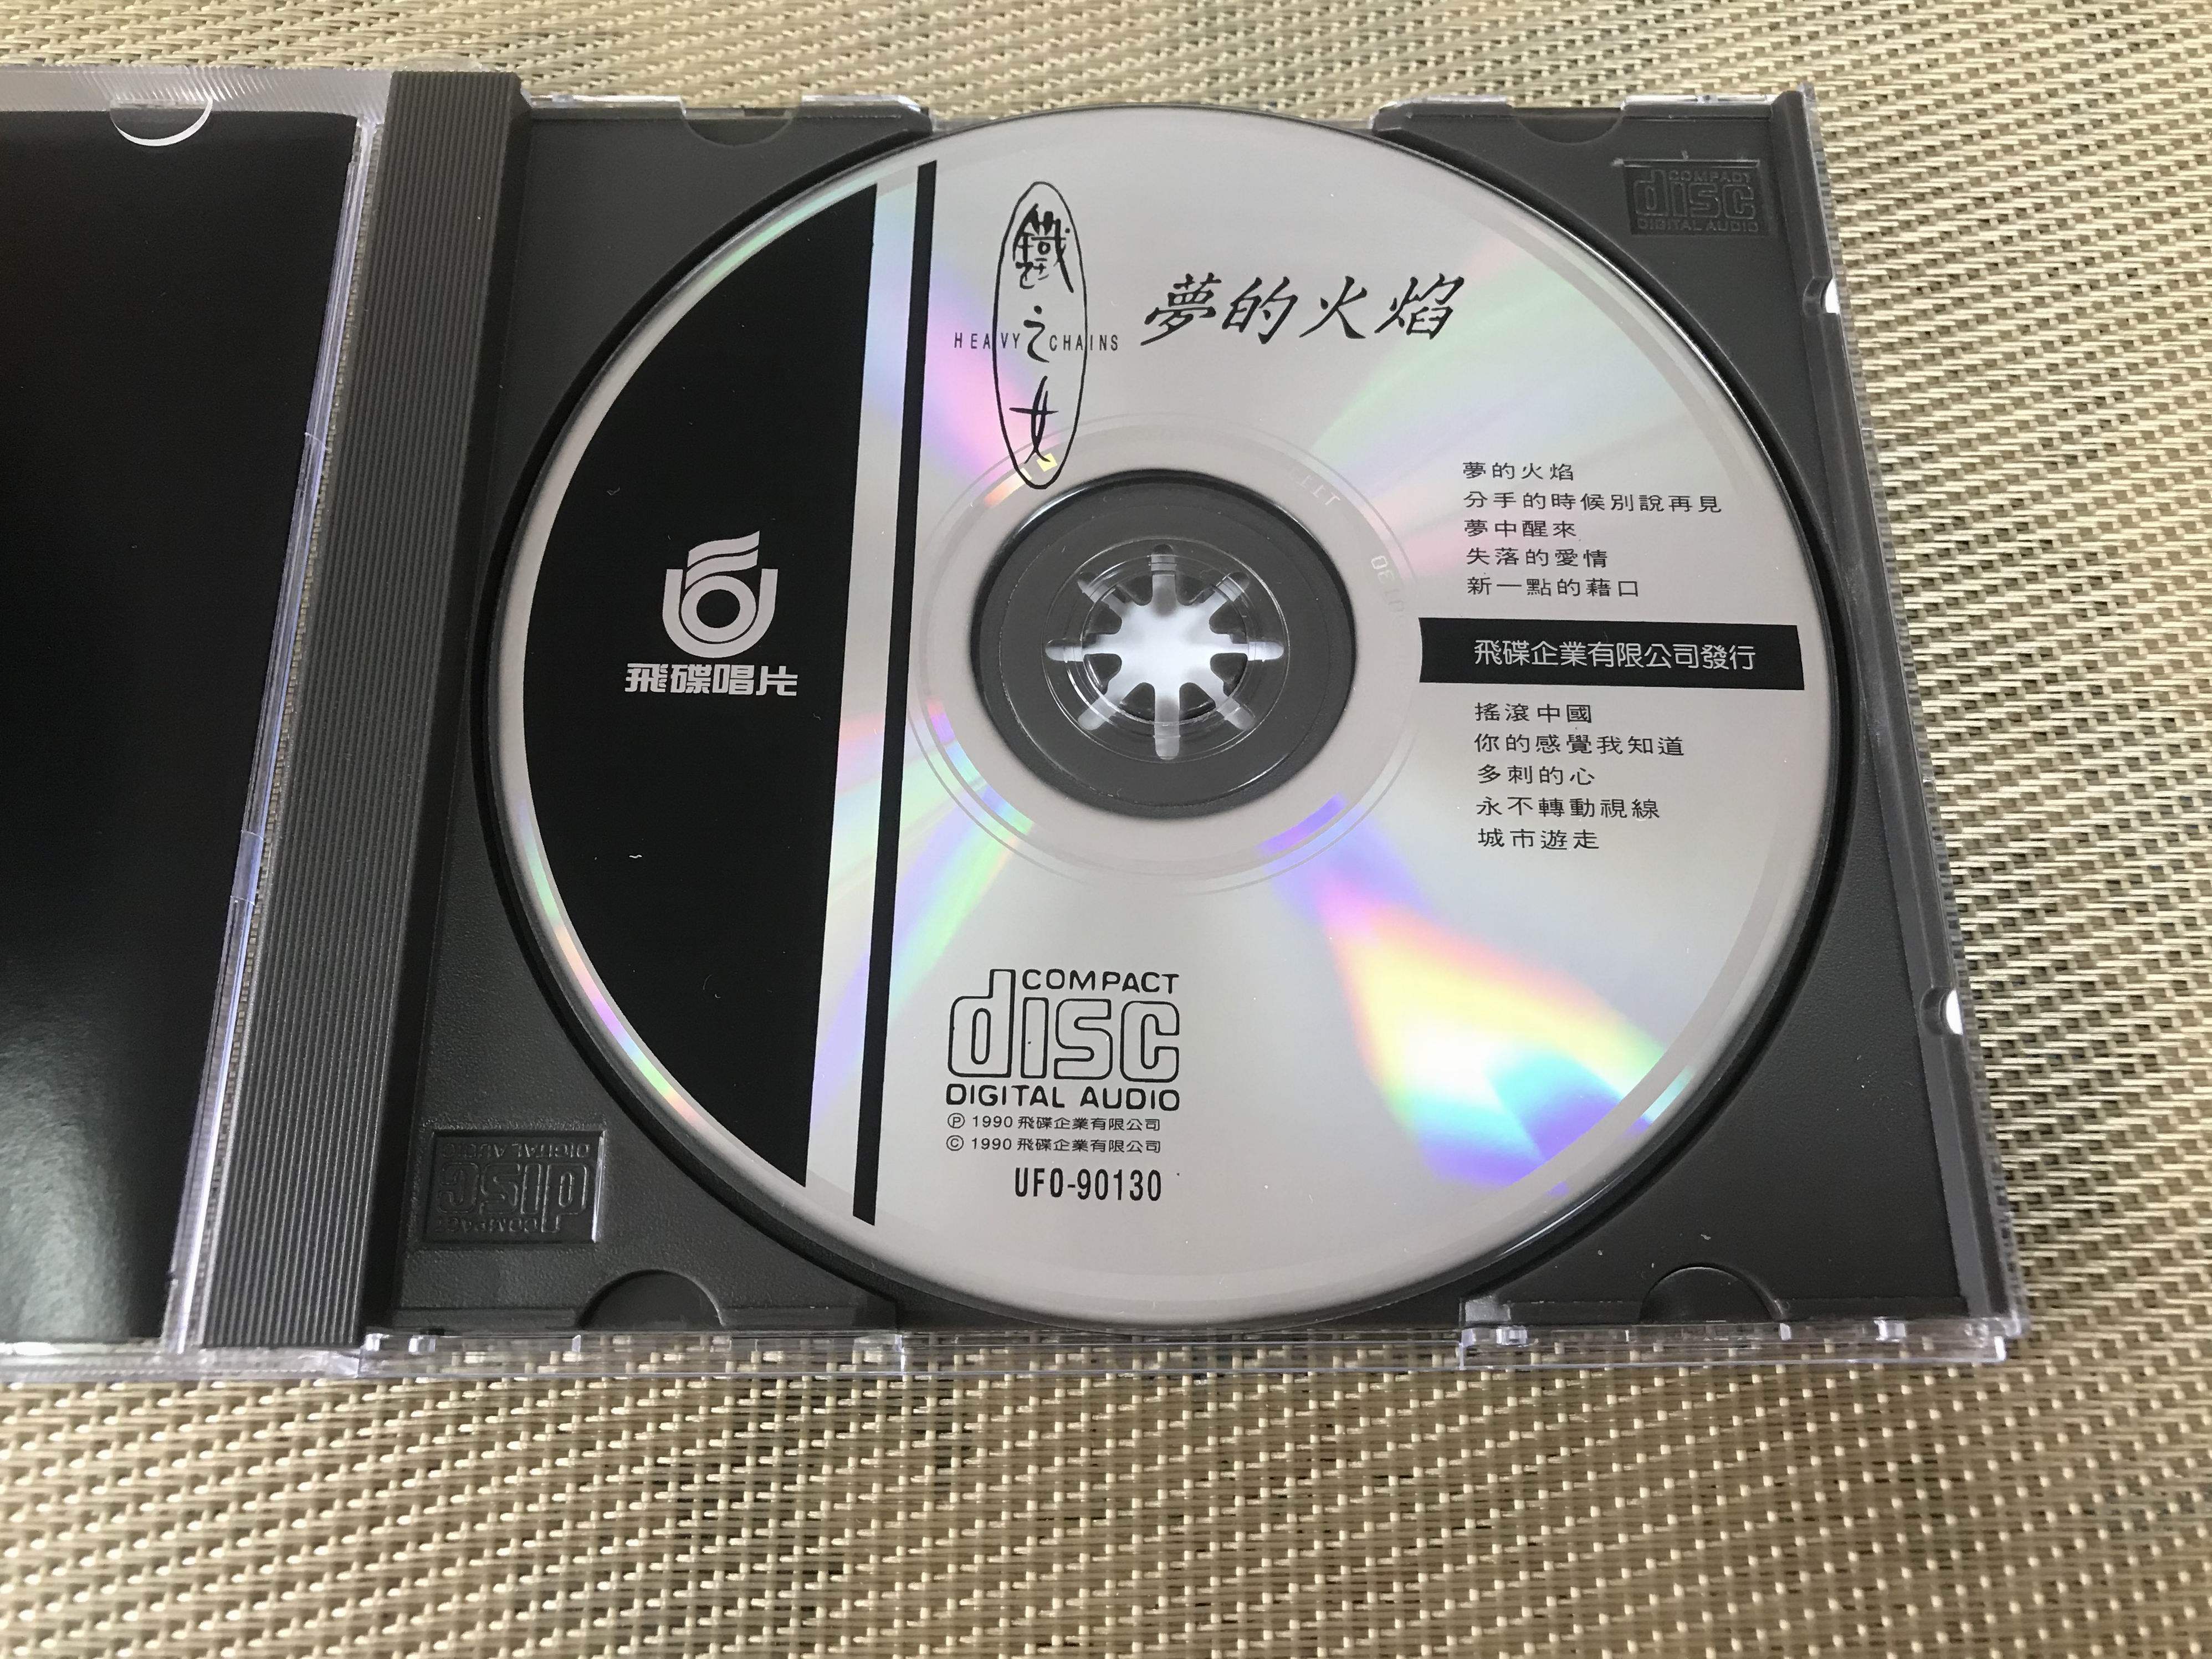 鐵之女
HEAVY CHAINS
夢的火焰
夢的火焰
分手的時候別說再見
夢中醒來
失落的愛情
新一點的藉口
飛碟企業有限公司發行
搖滾中國
你的感覺我知道
多刺的心
永不轉動視線
城市遊走
飛碟唱片
COMPACT
disc
DIGITAL AUDIO
Ⓟ 1990 飛碟企業有限公司
© 1990 飛碟企業有限公司
UFO-90130
COMPACT
disc
DIGITAL AUDIO
COMPACT
disc
DIGITAL AUDIO